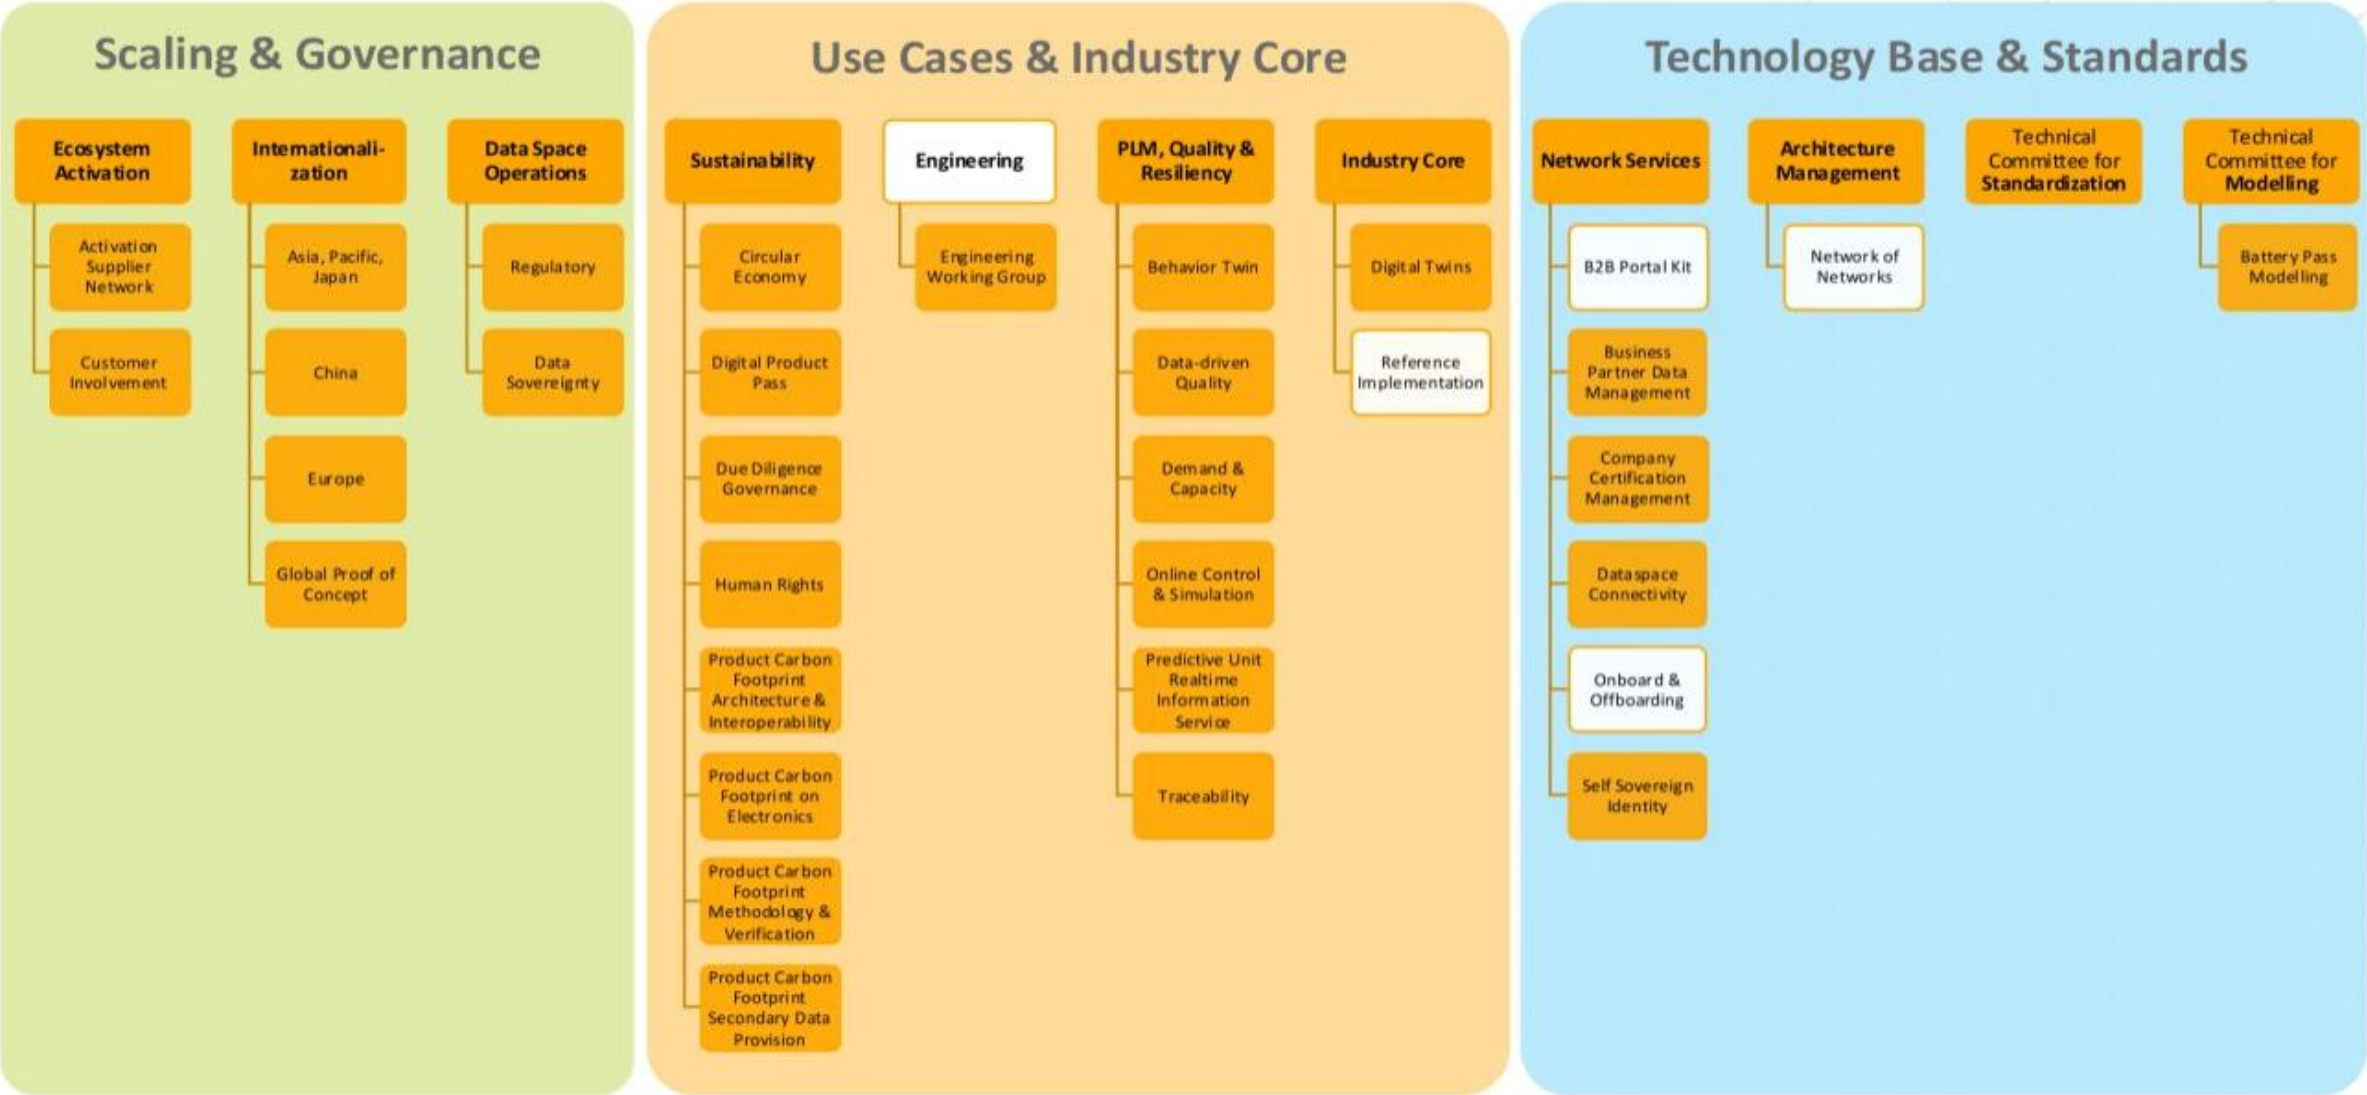 Scaling & Governance
Ecosystem
Activation
Activation
Supplier
Network
Customer
Involvement
Internationali-
zation
Asia, Pacific,
Japan
China
Europe
Global Proof of
Concept
Data Space
Operations
Regulatory
Data
Sovereignty
Use Cases & Industry Core
Sustainability
Circular
Economy
Digital Product
Pass
Due Diligence
Governance
Human Rights
Product Carbon
Footprint
Architecture &
Interoperability
Product Carbon
Footprint on
Electronics
Product Carbon
Footprint
Methodology &
Verification
Product Carbon
Footprint
Secondary Data
Provision
Engineering
Engineering
Working Group
PLM, Quality &
Resiliency
Behavior Twin
Data-driven
Quality
Demand &
Capacity
Online Control
& Simulation
Predictive Unit
Realtime
Information
Service
Traceability
Industry Core
Digital Twins
Reference
Implementation
Technology Base & Standards
Network Services
B2B Portal Kit
Business
Partner Data
Management
Company
Certification
Management
Dataspace
Connectivity
Onboard &
Offboarding
Self Sovereign
Identity
Architecture
Management
Network of
Networks
Technical
Committee for
Standardization
Technical
Committee for
Modelling
Battery Pass
Modelling